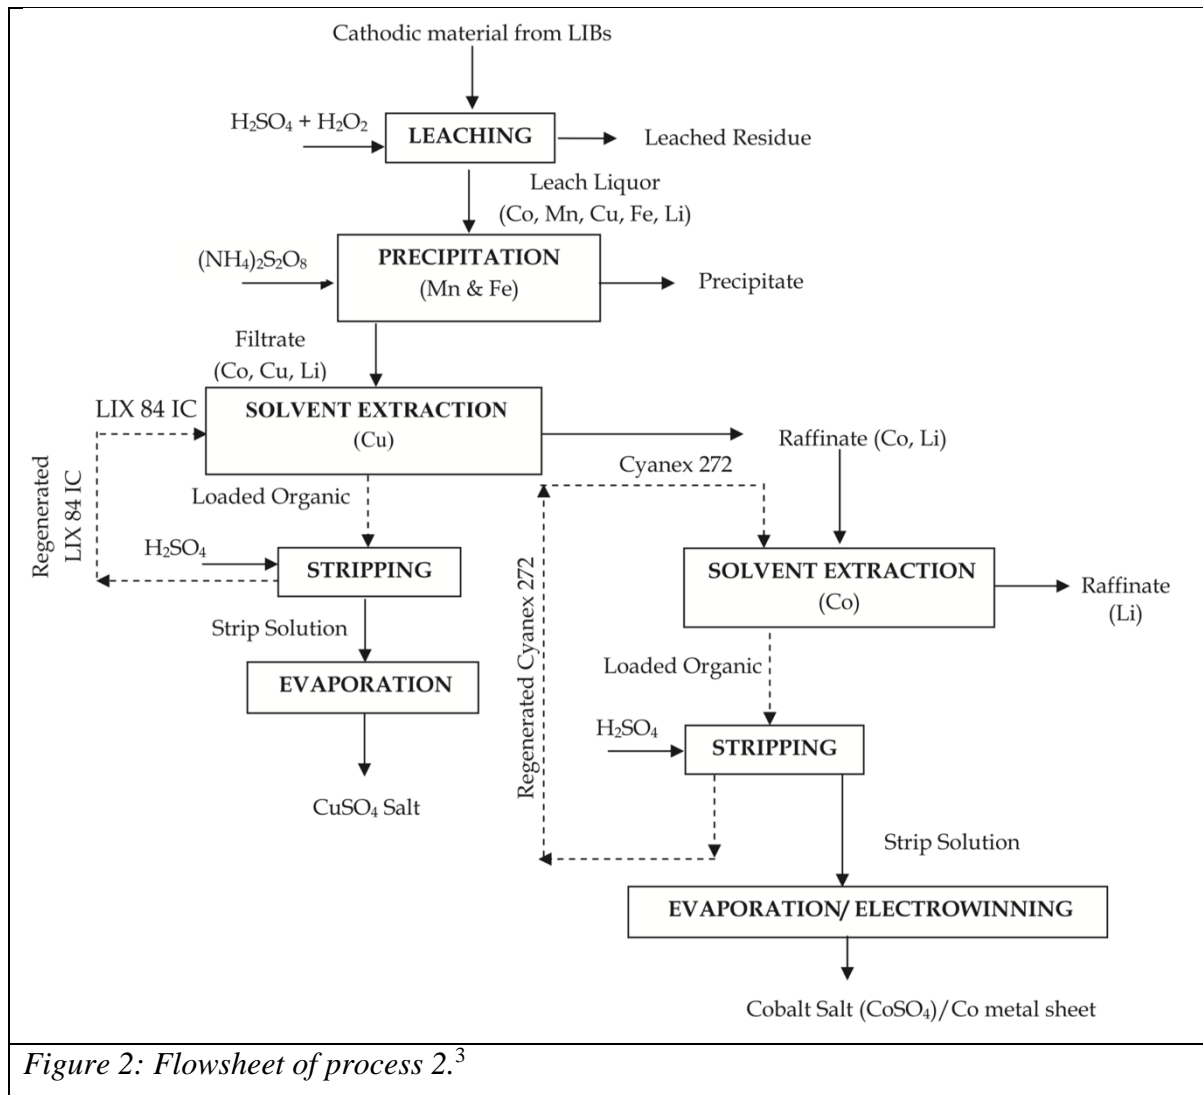 Cathodic material from LIBs
H₂SO₄ + H₂O₂
LEACHING
Leached Residue
Leach Liquor
(Co, Mn, Cu, Fe, Li)
(NH₄)₂S₂O₈
PRECIPITATION
(Mn & Fe)
Precipitate
Filtrate
(Co, Cu, Li)
LIX 84 IC
SOLVENT EXTRACTION
(Cu)
Raffinate (Co, Li)
Cyanex 272
Regenerated
LIX 84 IC
Loaded Organic
H₂SO₄
STRIPPING
Strip Solution
EVAPORATION
CuSO₄ Salt
Regenerated Cyanex 272
SOLVENT EXTRACTION
(Co)
Raffinate
(Li)
Loaded Organic
H₂SO₄
STRIPPING
Strip Solution
EVAPORATION/ ELECTROWINNING
Cobalt Salt (CoSO₄)/Co metal sheet
Figure 2: Flowsheet of process 2.³